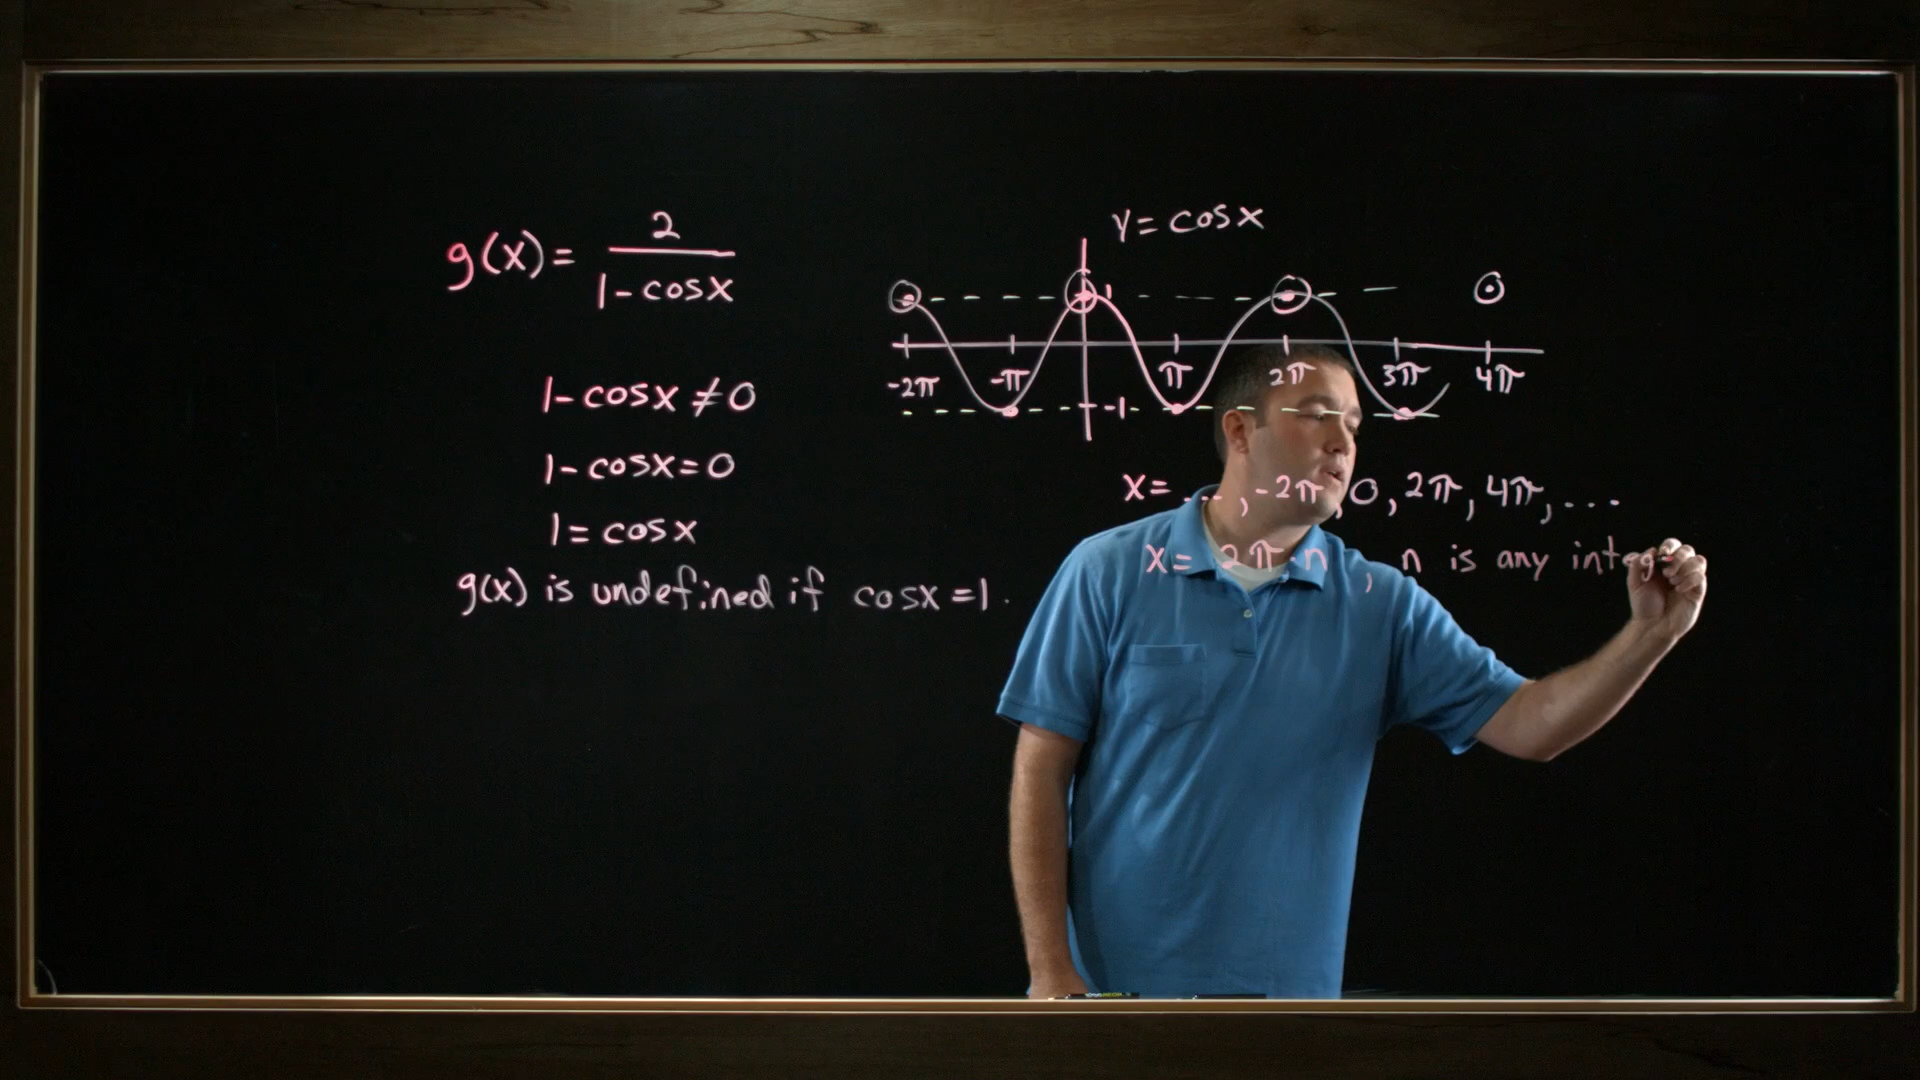 g(x) = 2 / (1 - cosx)
1 - cosx ≠ 0
1 - cosx = 0
1 = cosx
g(x) is undefined if cosx = 1.
y = cosx
1
-2π -π π 2π 3π 4π
-1
x = ..., -2π, 0, 2π, 4π, ...
x = 2π·n, n is any integ